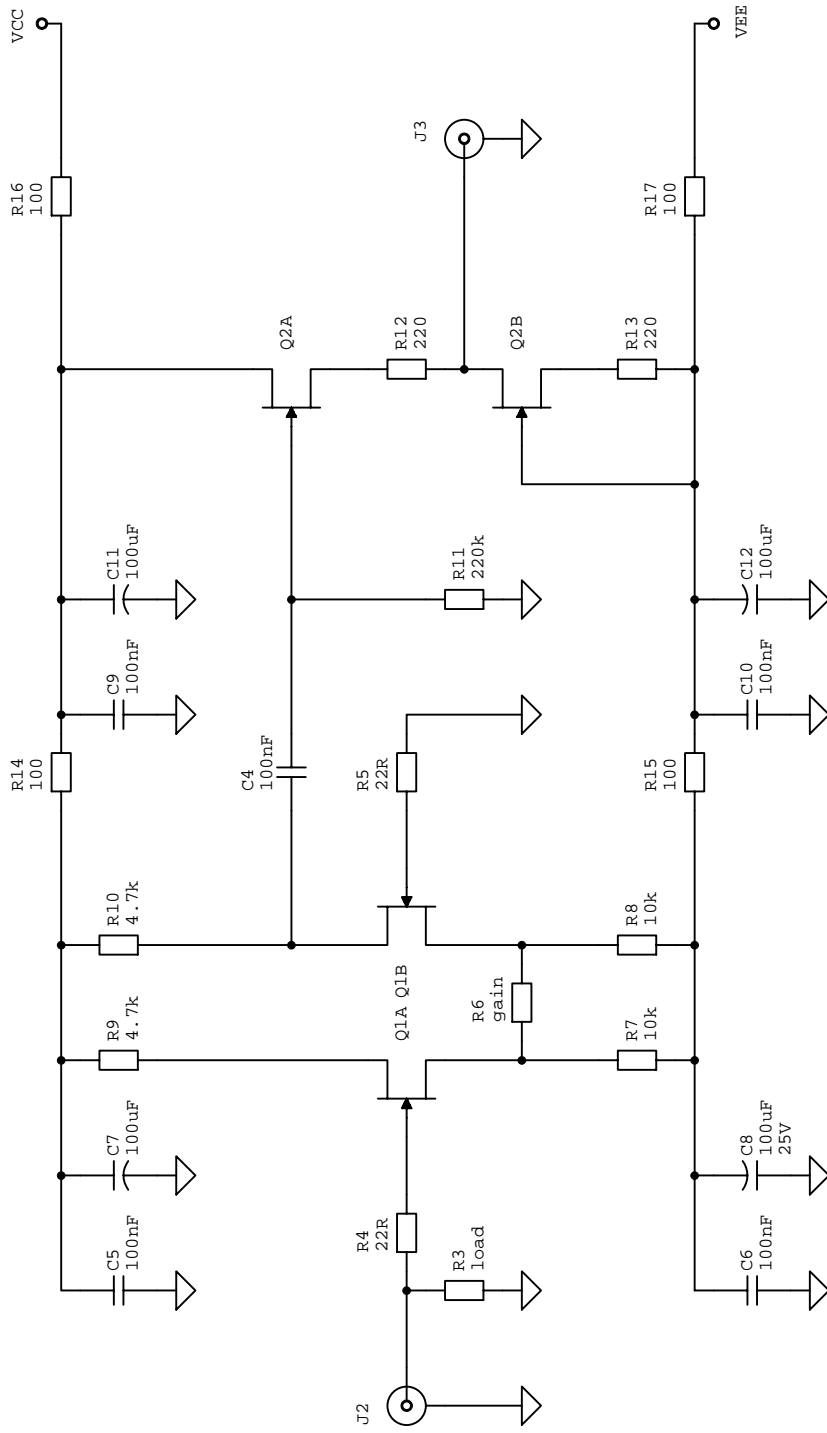 VCC
VEE
R16
100
R17
100
J3
Q2A
R12
220
Q2B
R13
220
C11
100uF
R11
220k
C12
100uF
C9
100nF
C10
100nF
R14
100
C4
100nF
R5
22R
R15
100
R10
4.7k
Q1A Q1B
R8
10k
R9
4.7k
R6
gain
R7
10k
C7
100uF
C8
100uF
25V
C5
100nF
R4
22R
R3
load
C6
100nF
J2